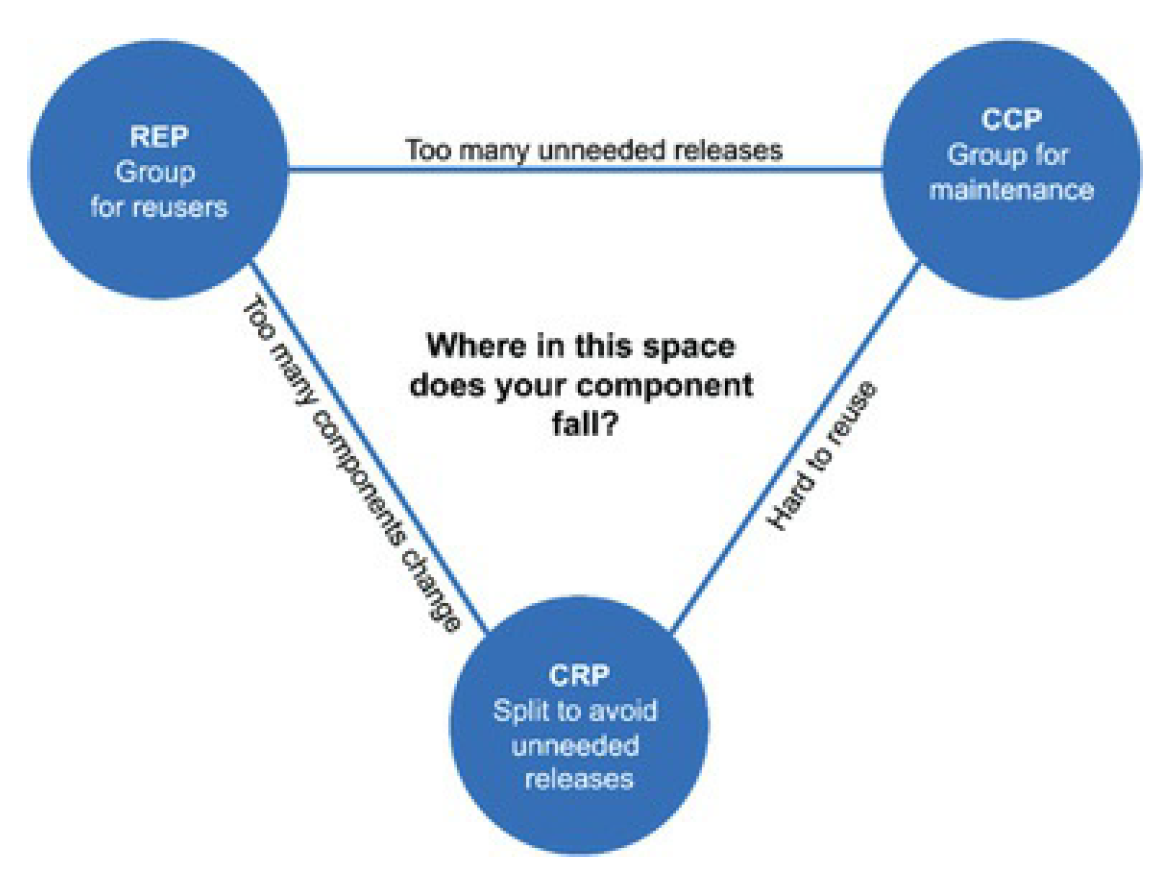 REP
Group
for reusers
Too many unneeded releases
CCP
Group for
maintenance
Too many components change
Where in this space
does your component
fall?
Hard to reuse
CRP
Split to avoid
unneeded
releases